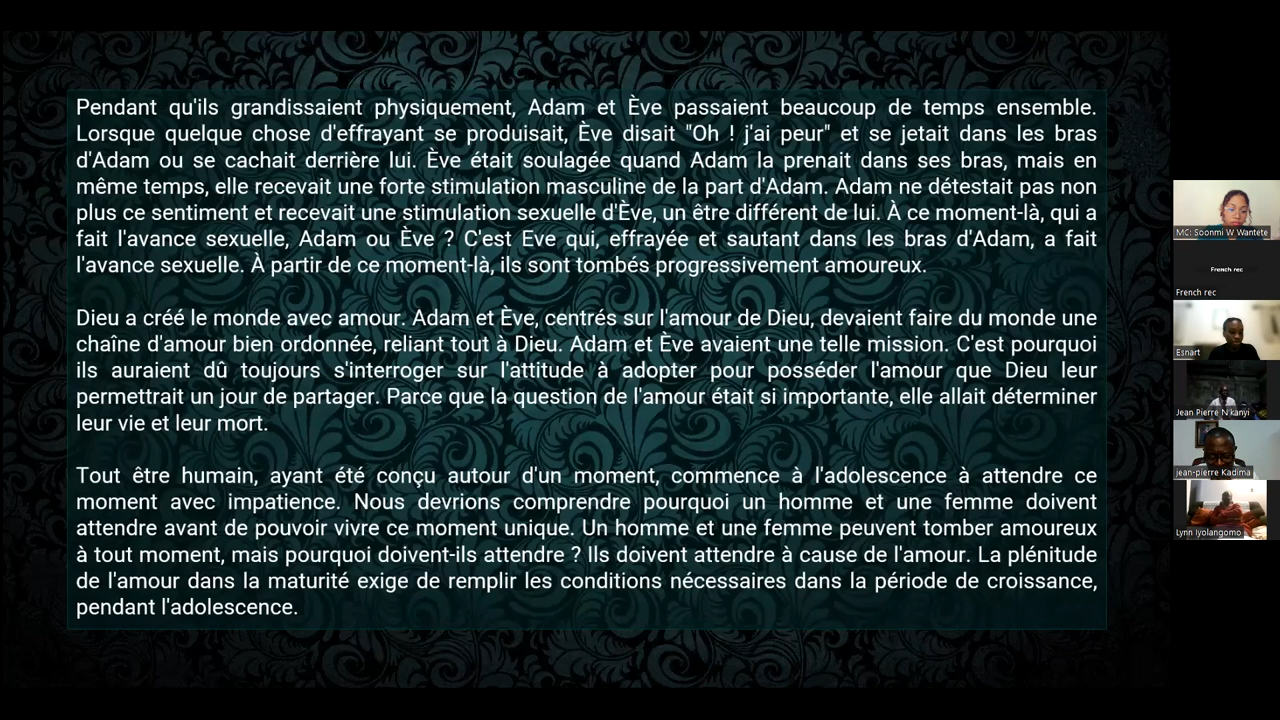 Pendant qu'ils grandissaient physiquement, Adam et Ève passaient beaucoup de temps ensemble.
Lorsque quelque chose d'effrayant se produisait, Ève disait "Oh ! j'ai peur" et se jetait dans les bras
d'Adam ou se cachait derrière lui. Ève était soulagée quand Adam la prenait dans ses bras, mais en
même temps, elle recevait une forte stimulation masculine de la part d'Adam. Adam ne détestait pas non
plus ce sentiment et recevait une stimulation sexuelle d'Ève, un être différent de lui. À ce moment-là, qui a
fait l'avance sexuelle, Adam ou Ève ? C'est Eve qui, effrayée et sautant dans les bras d'Adam, a fait
l'avance sexuelle. À partir de ce moment-là, ils sont tombés progressivement amoureux.
Dieu a créé le monde avec amour. Adam et Ève, centrés sur l'amour de Dieu, devaient faire du monde une
chaîne d'amour bien ordonnée, reliant tout à Dieu. Adam et Ève avaient une telle mission. C'est pourquoi
ils auraient dû toujours s'interroger sur l'attitude à adopter pour posséder l'amour que Dieu leur
permettrait un jour de partager. Parce que la question de l'amour était si importante, elle allait déterminer
leur vie et leur mort.
Tout être humain, ayant été conçu autour d'un moment, commence à l'adolescence à attendre ce
moment avec impatience. Nous devrions comprendre pourquoi un homme et une femme doivent
attendre avant de pouvoir vivre ce moment unique. Un homme et une femme peuvent tomber amoureux
à tout moment, mais pourquoi doivent-ils attendre ? Ils doivent attendre à cause de l'amour. La plénitude
de l'amour dans la maturité exige de remplir les conditions nécessaires dans la période de croissance,
pendant l'adolescence.
MC: Soonmi W Wantete
French rec
French rec
Esnart
Jean Pierre N'kanyi
jean-pierre Kadima
Lynn Iyolangomo